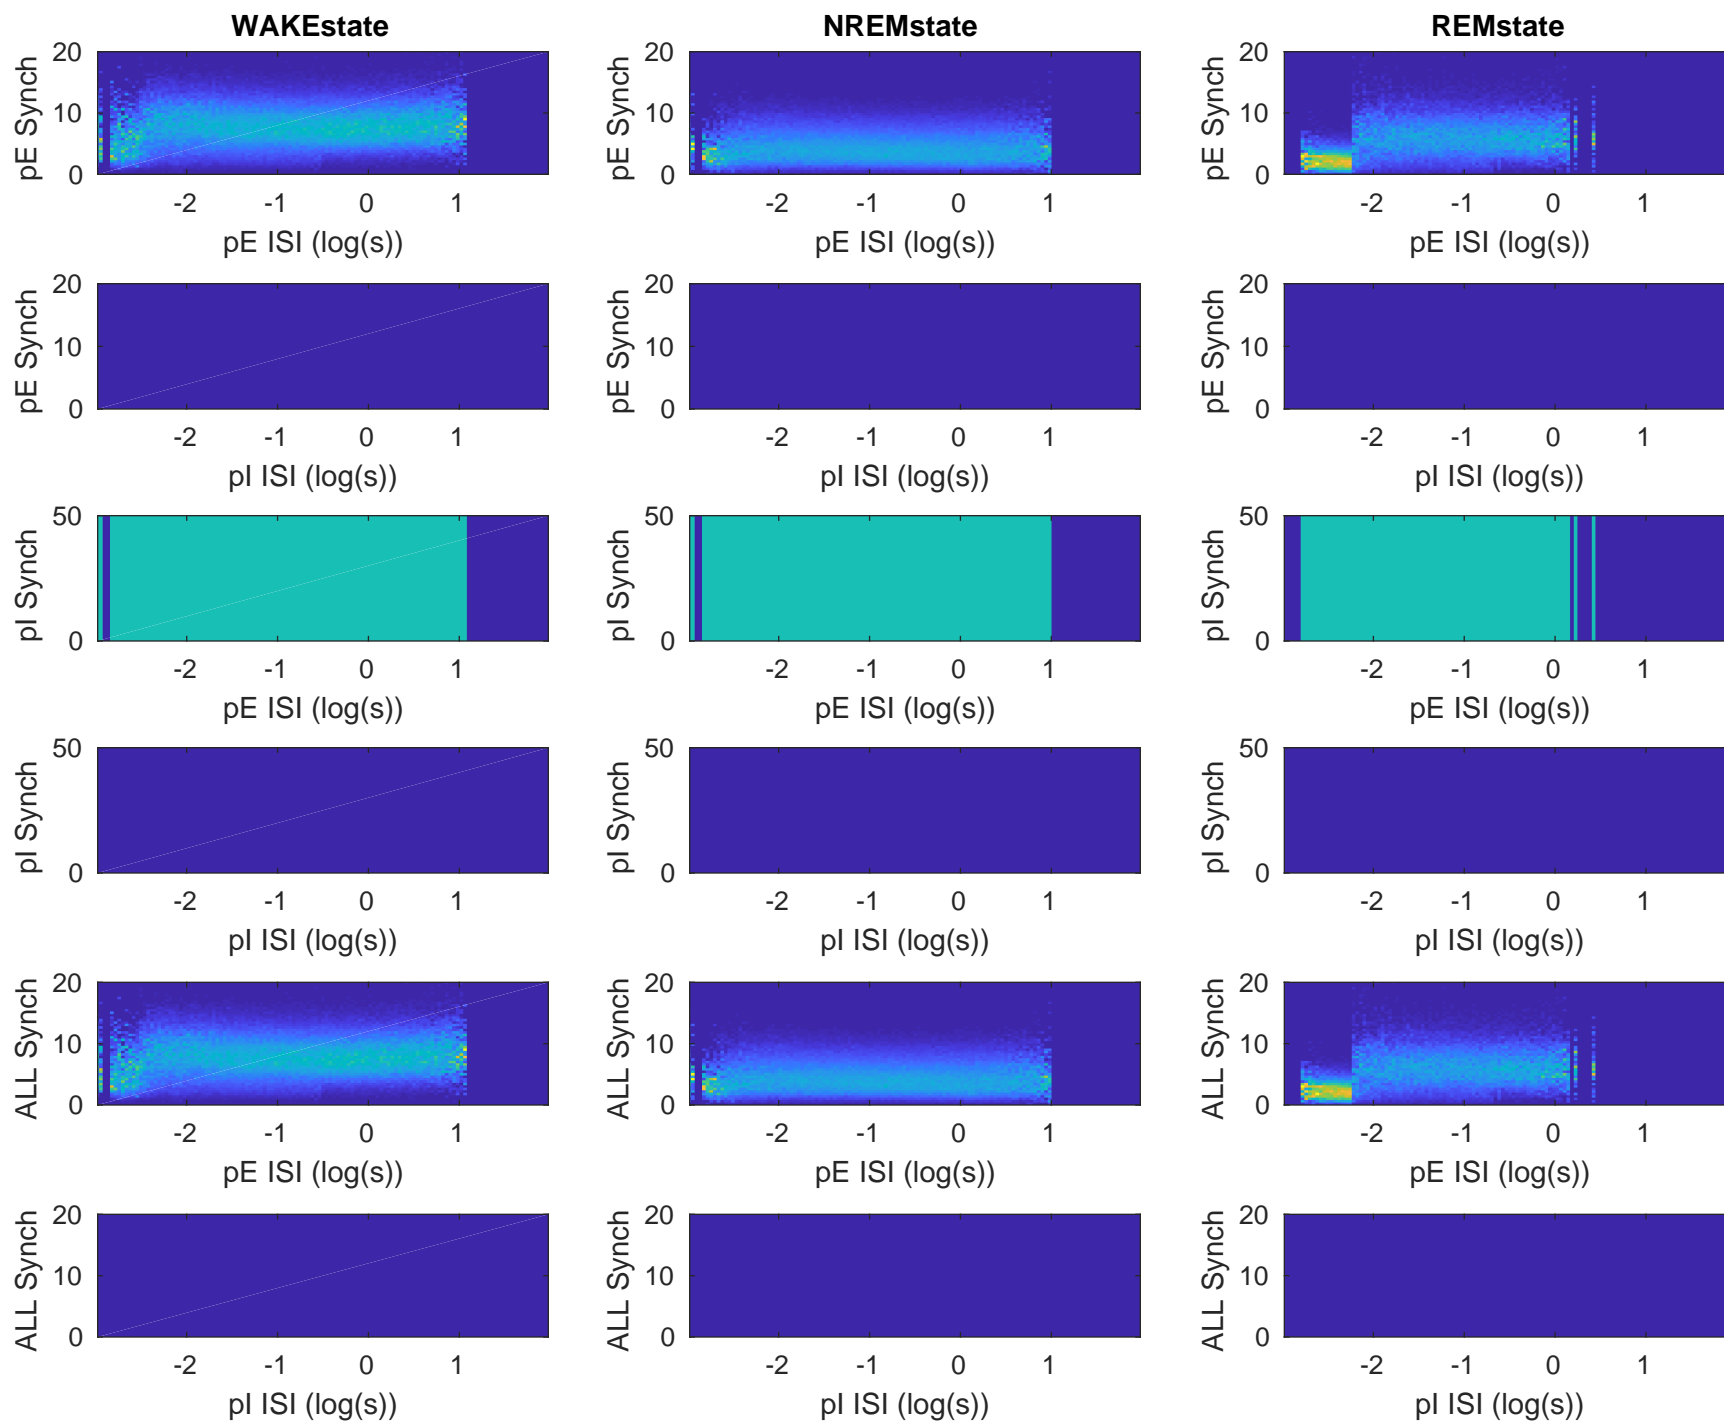 WAKEstate NREMstate REMstate
20 20 20
pE Synch pE Synch pE Synch
10 10 10
0 0 0
-2 -1 0 1 -2 -1 0 1 -2 -1 0 1
pE ISI (log(s)) pE ISI (log(s)) pE ISI (log(s))
20 20 20
pE Synch pE Synch pE Synch
10 10 10
0 0 0
-2 -1 0 1 -2 -1 0 1 -2 -1 0 1
pI ISI (log(s)) pI ISI (log(s)) pI ISI (log(s))
50 50 50
pI Synch pI Synch pI Synch
0 0 0
-2 -1 0 1 -2 -1 0 1 -2 -1 0 1
pE ISI (log(s)) pE ISI (log(s)) pE ISI (log(s))
50 50 50
pI Synch pI Synch pI Synch
0 0 0
-2 -1 0 1 -2 -1 0 1 -2 -1 0 1
pI ISI (log(s)) pI ISI (log(s)) pI ISI (log(s))
20 20 20
ALL Synch ALL Synch ALL Synch
10 10 10
0 0 0
-2 -1 0 1 -2 -1 0 1 -2 -1 0 1
pE ISI (log(s)) pE ISI (log(s)) pE ISI (log(s))
20 20 20
ALL Synch ALL Synch ALL Synch
10 10 10
0 0 0
-2 -1 0 1 -2 -1 0 1 -2 -1 0 1
pI ISI (log(s)) pI ISI (log(s)) pI ISI (log(s))